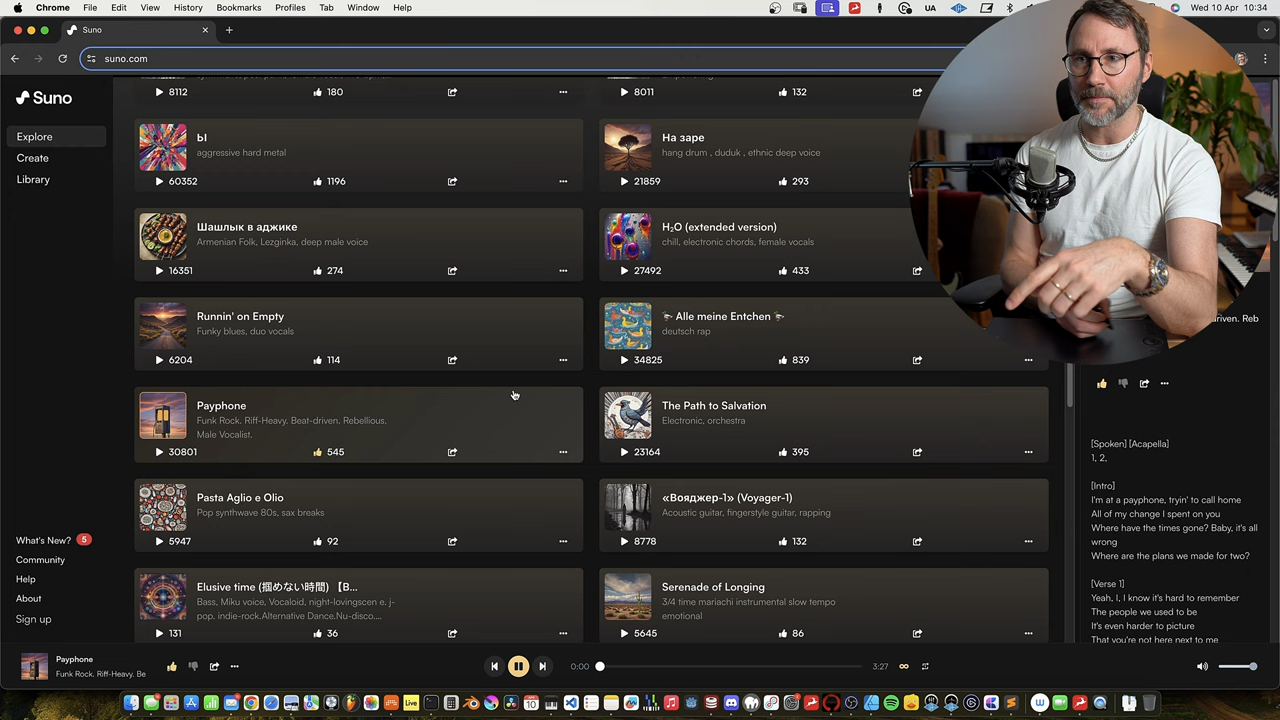 Chrome File Edit View History Bookmarks Profiles Tab Window Help
UA
Wed 10 Apr 10:34
Suno
suno.com
Suno
Explore
Create
Library
What's New? 5
Community
Help
About
Sign up
8112 180
8011 132
Ы
aggressive hard metal
60352 1196
На заре
hang drum , duduk , ethnic deep voice
21859 293
Шашлык в аджике
Armenian Folk, Lezginka, deep male voice
16351 274
H₂O (extended version)
chill, electronic chords, female vocals
27492 433
Runnin' on Empty
Funky blues, duo vocals
6204 114
🦆 Alle meine Entchen 🦆
deutsch rap
34825 839
Payphone
Funk Rock. Riff-Heavy. Beat-driven. Rebellious.
Male Vocalist.
30801 545
The Path to Salvation
Electronic, orchestra
23164 395
Pasta Aglio e Olio
Pop synthwave 80s, sax breaks
5947 92
«Вояджер-1» (Voyager-1)
Acoustic guitar, fingerstyle guitar, rapping
8778 132
Elusive time (掴めない時間) 【B...
Bass, Miku voice, Vocaloid, night-lovingscen e. j-
pop. indie-rock.Alternative Dance.Nu-disco....
131 36
Serenade of Longing
3/4 time mariachi instrumental slow tempo
5645 86
riven. Reb
[Spoken] [Acapella]
1, 2,
[Intro]
I'm at a payphone, tryin' to call home
All of my change I spent on you
Where have the times gone? Baby, it's all
wrong
Where are the plans we made for two?
[Verse 1]
Yeah, I, I know it's hard to remember
The people we used to be
It's even harder to picture
That you're not here next to me
Payphone
Funk Rock. Riff-Heavy. Be
0:00 3:27
Live
10